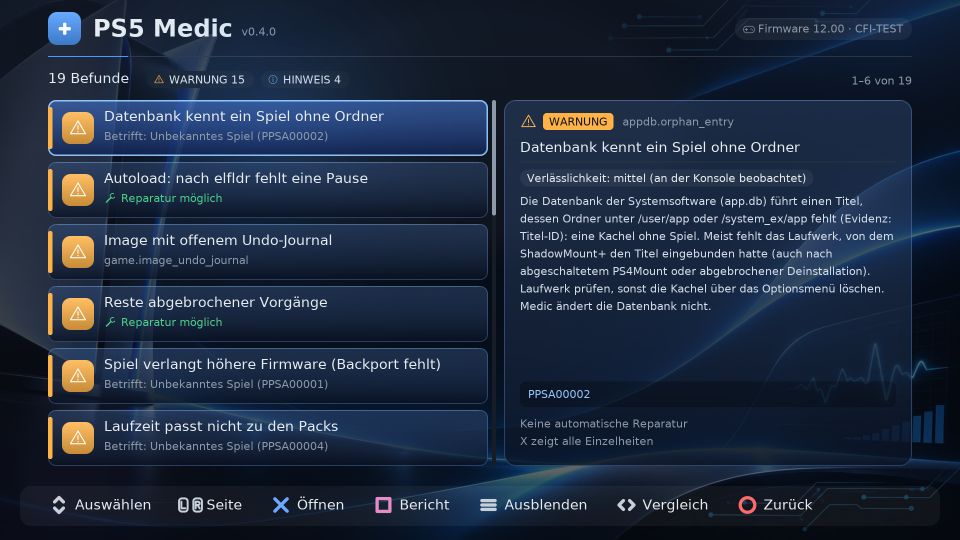 PS5 Medic v0.4.0
Firmware 12.00 · CFI-TEST
19 Befunde
WARNUNG 15
HINWEIS 4
1–6 von 19
Datenbank kennt ein Spiel ohne Ordner
Betrifft: Unbekanntes Spiel (PPSA00002)
Autoload: nach elfldr fehlt eine Pause
Reparatur möglich
Image mit offenem Undo-Journal
game.image_undo_journal
Reste abgebrochener Vorgänge
Reparatur möglich
Spiel verlangt höhere Firmware (Backport fehlt)
Betrifft: Unbekanntes Spiel (PPSA00001)
Laufzeit passt nicht zu den Packs
Betrifft: Unbekanntes Spiel (PPSA00004)
WARNUNG appdb.orphan_entry
Datenbank kennt ein Spiel ohne Ordner
Verlässlichkeit: mittel (an der Konsole beobachtet)
Die Datenbank der Systemsoftware (app.db) führt einen Titel,
dessen Ordner unter /user/app oder /system_ex/app fehlt (Evidenz:
Titel-ID): eine Kachel ohne Spiel. Meist fehlt das Laufwerk, von dem
ShadowMount+ den Titel eingebunden hatte (auch nach
abgeschaltetem PS4Mount oder abgebrochener Deinstallation).
Laufwerk prüfen, sonst die Kachel über das Optionsmenü löschen.
Medic ändert die Datenbank nicht.
PPSA00002
Keine automatische Reparatur
X zeigt alle Einzelheiten
Auswählen
L R Seite
Öffnen
Bericht
Ausblenden
Vergleich
Zurück